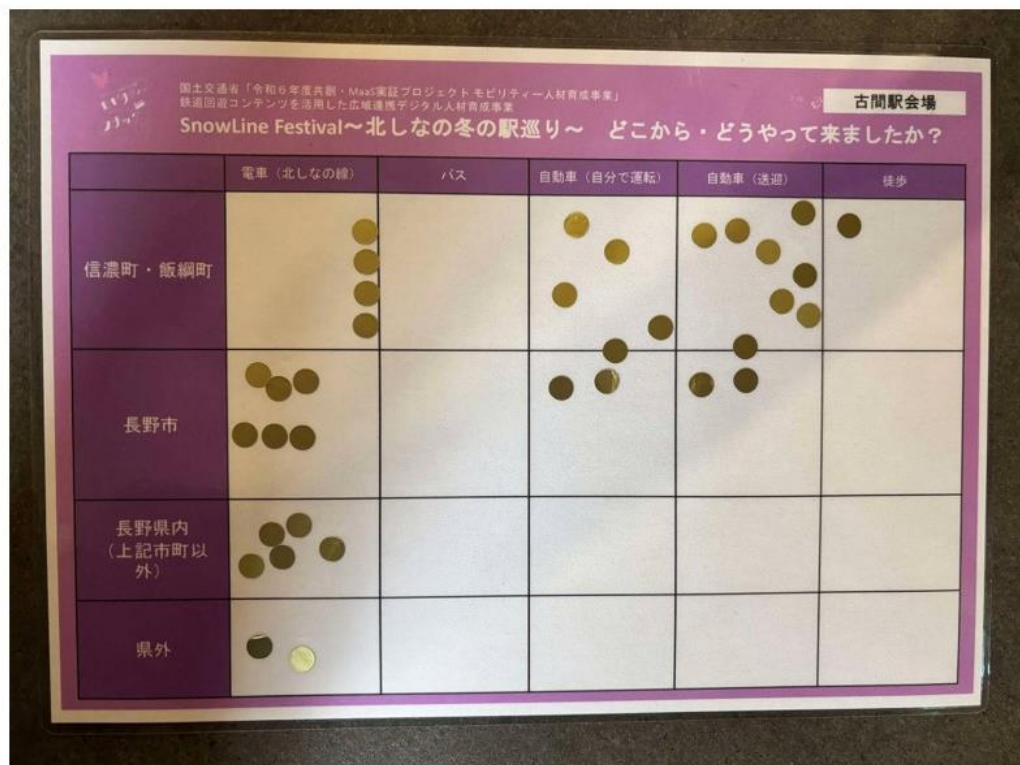 国土交通省「令和6年度共創・MaaS実証プロジェクト モビリティ人材育成事業」
鉄道回遊コンテンツを活用した広域連携デジタル人材育成事業
古間駅会場
SnowLine Festival~北しなの冬の駅巡り~ どこから・どうやって来ましたか?
電車(北しなの線) バス 自動車(自分で運転) 自動車(送迎) 徒歩
信濃町・飯綱町
長野市
長野県内
(上記市町以
外)
県外